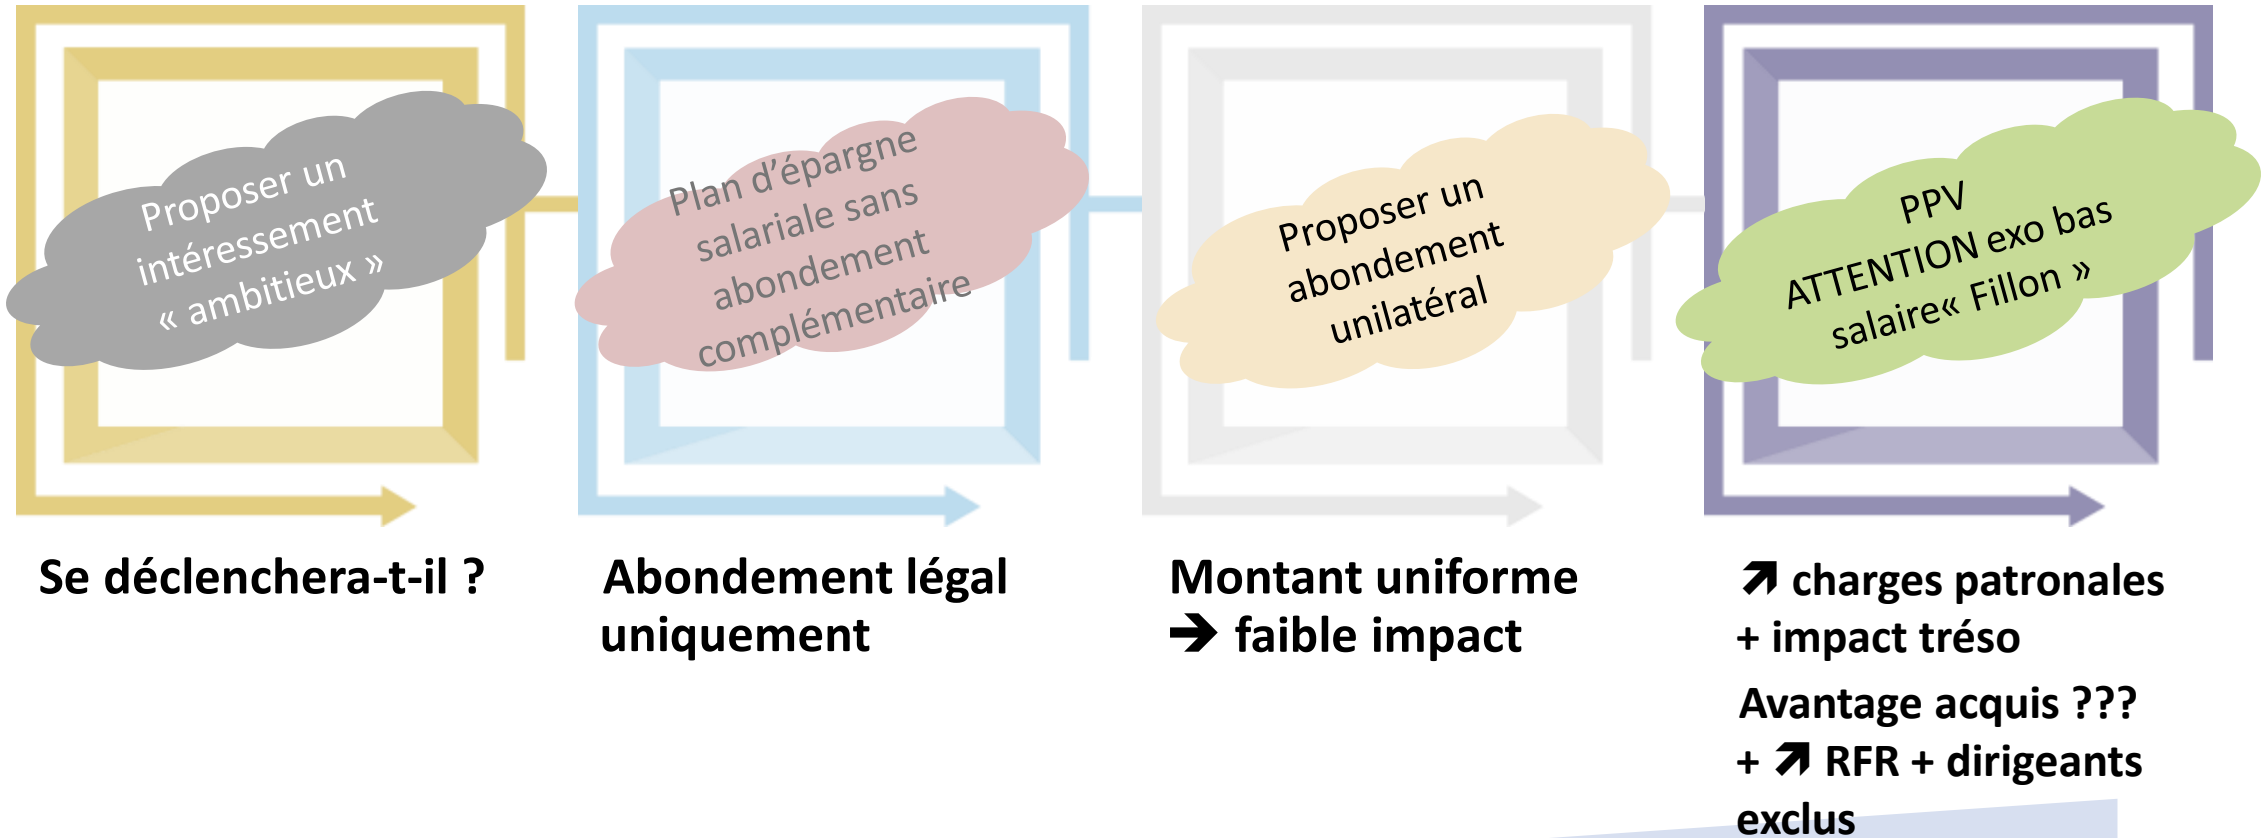 Proposer un
intéressement
« ambitieux »
Se déclenchera-t-il ?
Plan d’épargne
salariale sans
abondement
complémentaire
Abondement légal
uniquement
Proposer un
abondement
unilatéral
Montant uniforme
➔ faible impact
PPV
ATTENTION exo bas
salaire« Fillon »
↗ charges patronales
+ impact tréso
Avantage acquis ???
+ ↗ RFR + dirigeants
exclus